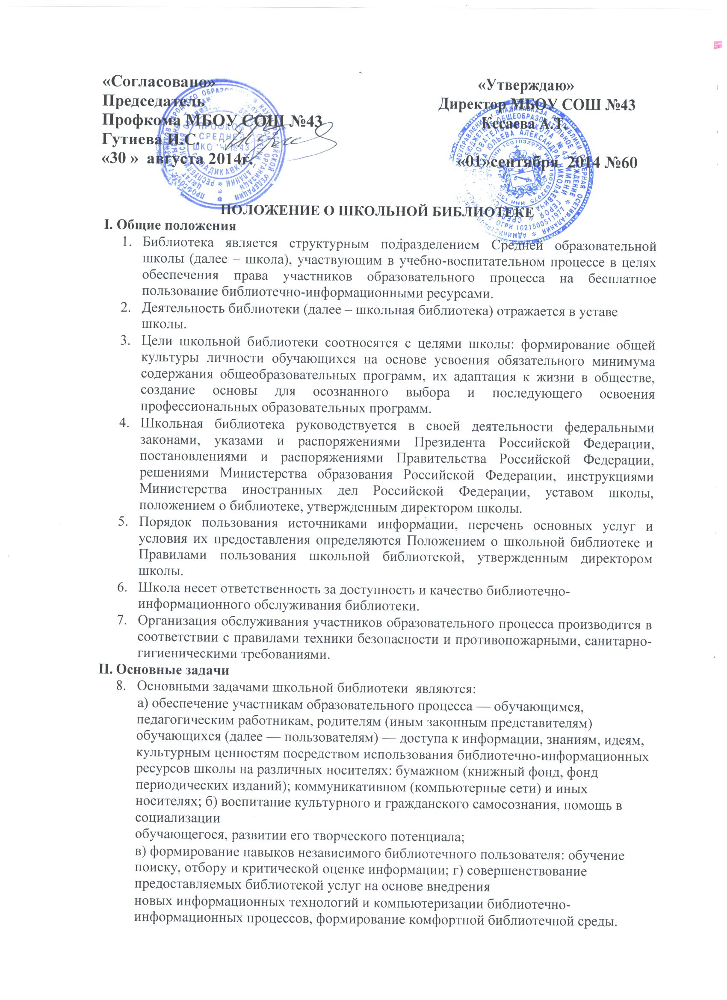 «Согласовано»
Председатель
Профкома МБОУ СОШ №43
Гутиева И.С.
«30 » августа 2014г.
«Утверждаю»
Директор МБОУ СОШ №43
Кесаева А.Т.
«01»сентября 2014 №60
ПРОФКОМ
СРЕДНЕЙ
ВЛАДИКАВКАЗ
ИНН 1501032975
ОГРН 1021500511977
ПОЛОЖЕНИЕ О ШКОЛЬНОЙ БИБЛИОТЕКЕ
I. Общие положения
1. Библиотека является структурным подразделением Средней образовательной
школы (далее – школа), участвующим в учебно-воспитательном процессе в целях
обеспечения права участников образовательного процесса на бесплатное
пользование библиотечно-информационными ресурсами.
2. Деятельность библиотеки (далее – школьная библиотека) отражается в уставе
школы.
3. Цели школьной библиотеки соотносятся с целями школы: формирование общей
культуры личности обучающихся на основе усвоения обязательного минимума
содержания общеобразовательных программ, их адаптация к жизни в обществе,
создание основы для осознанного выбора и последующего освоения
профессиональных образовательных программ.
4. Школьная библиотека руководствуется в своей деятельности федеральными
законами, указами и распоряжениями Президента Российской Федерации,
постановлениями и распоряжениями Правительства Российской Федерации,
решениями Министерства образования Российской Федерации, инструкциями
Министерства иностранных дел Российской Федерации, уставом школы,
положением о библиотеке, утвержденным директором школы.
5. Порядок пользования источниками информации, перечень основных услуг и
условия их предоставления определяются Положением о школьной библиотеке и
Правилами пользования школьной библиотекой, утвержденным директором
школы.
6. Школа несет ответственность за доступность и качество библиотечно-
информационного обслуживания библиотеки.
7. Организация обслуживания участников образовательного процесса производится в
соответствии с правилами техники безопасности и противопожарными, санитарно-
гигиеническими требованиями.
II. Основные задачи
8. Основными задачами школьной библиотеки являются:
а) обеспечение участникам образовательного процесса — обучающимся,
педагогическим работникам, родителям (иным законным представителям)
обучающихся (далее — пользователям) — доступа к информации, знаниям, идеям,
культурным ценностям посредством использования библиотечно-информационных
ресурсов школы на различных носителях: бумажном (книжный фонд, фонд
периодических изданий); коммуникативном (компьютерные сети) и иных
носителях; б) воспитание культурного и гражданского самосознания, помощь в
социализации
обучающегося, развитии его творческого потенциала;
в) формирование навыков независимого библиотечного пользователя: обучение
поиску, отбору и критической оценке информации; г) совершенствование
предоставляемых библиотекой услуг на основе внедрения
новых информационных технологий и компьютеризации библиотечно-
информационных процессов, формирование комфортной библиотечной среды.